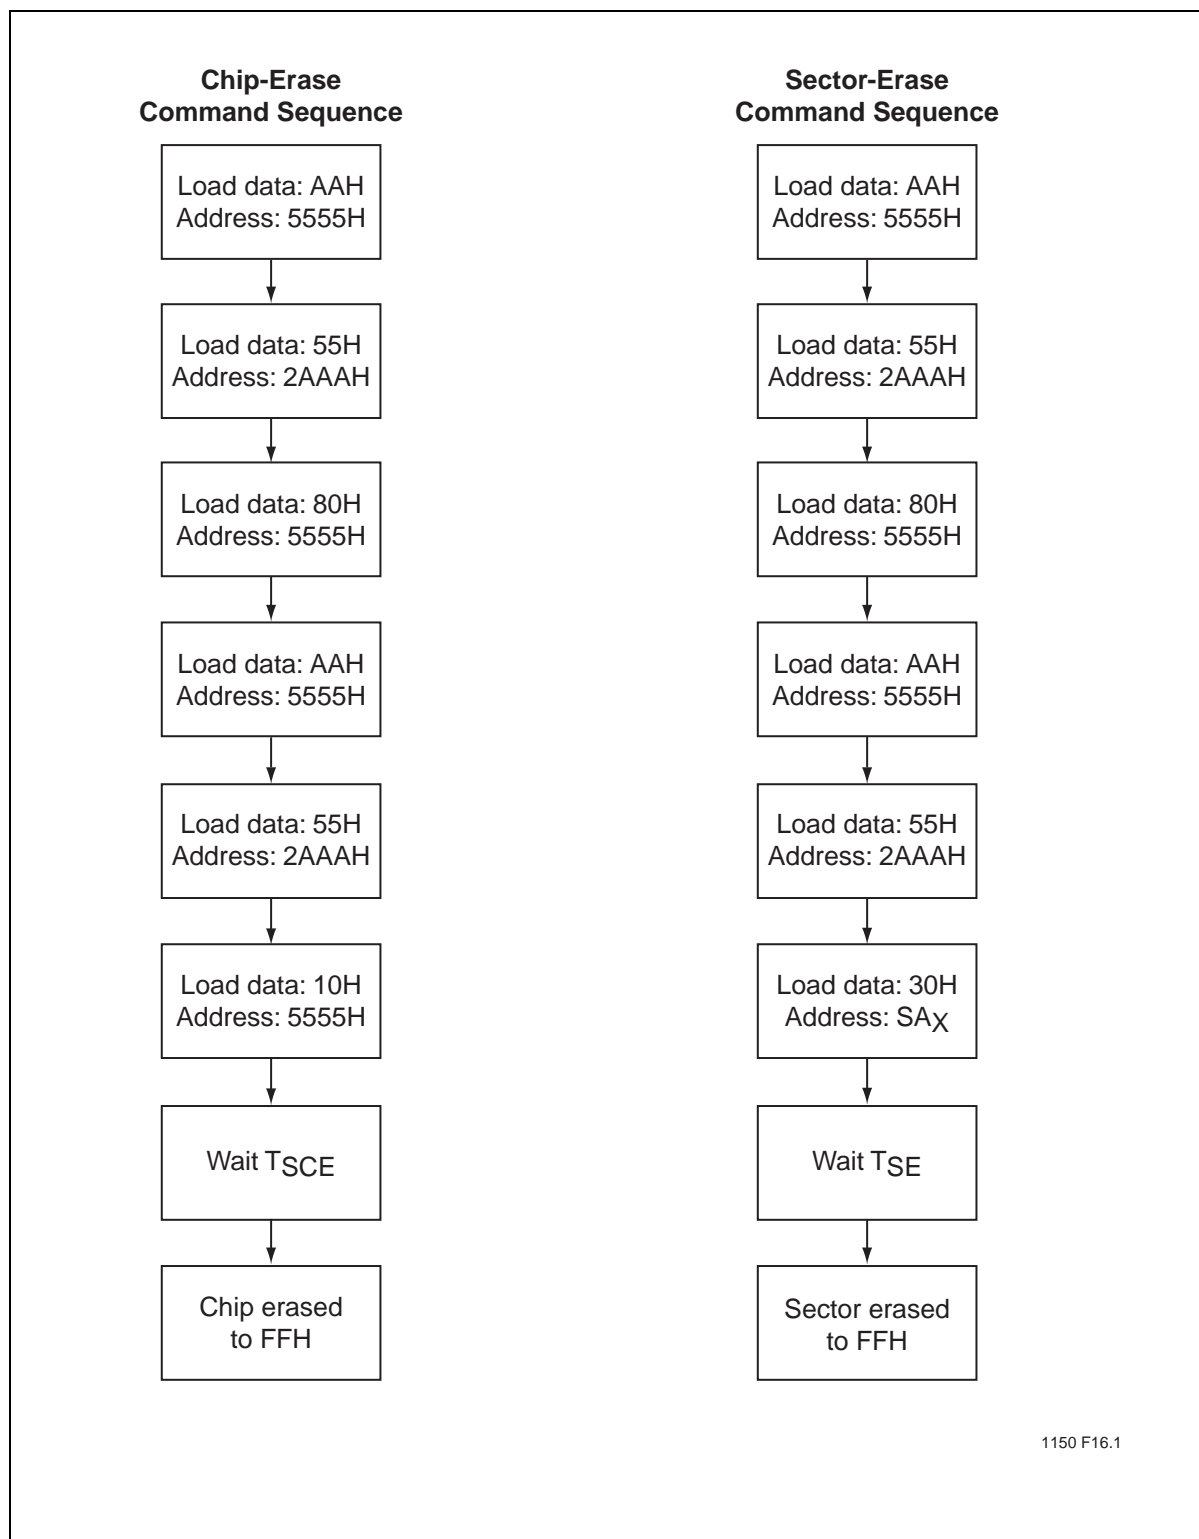 Chip-Erase
Command Sequence
Load data: AAH
Address: 5555H
Load data: 55H
Address: 2AAAH
Load data: 80H
Address: 5555H
Load data: AAH
Address: 5555H
Load data: 55H
Address: 2AAAH
Load data: 10H
Address: 5555H
Wait TSCE
Chip erased
to FFH
Sector-Erase
Command Sequence
Load data: AAH
Address: 5555H
Load data: 55H
Address: 2AAAH
Load data: 80H
Address: 5555H
Load data: AAH
Address: 5555H
Load data: 55H
Address: 2AAAH
Load data: 30H
Address: SAX
Wait TSE
Sector erased
to FFH
1150 F16.1